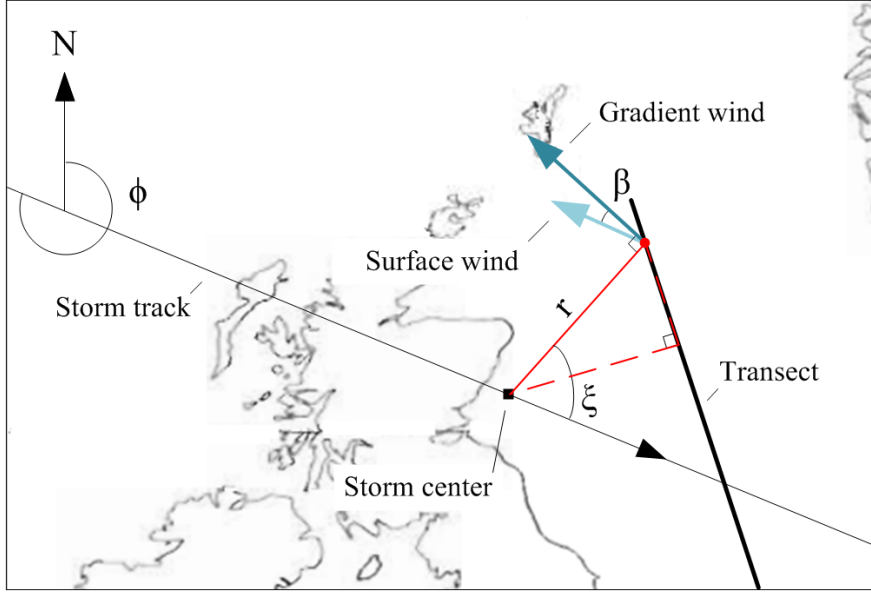 N
Gradient wind
β
ϕ
Surface wind
Storm track
r
Transect
ξ
Storm center